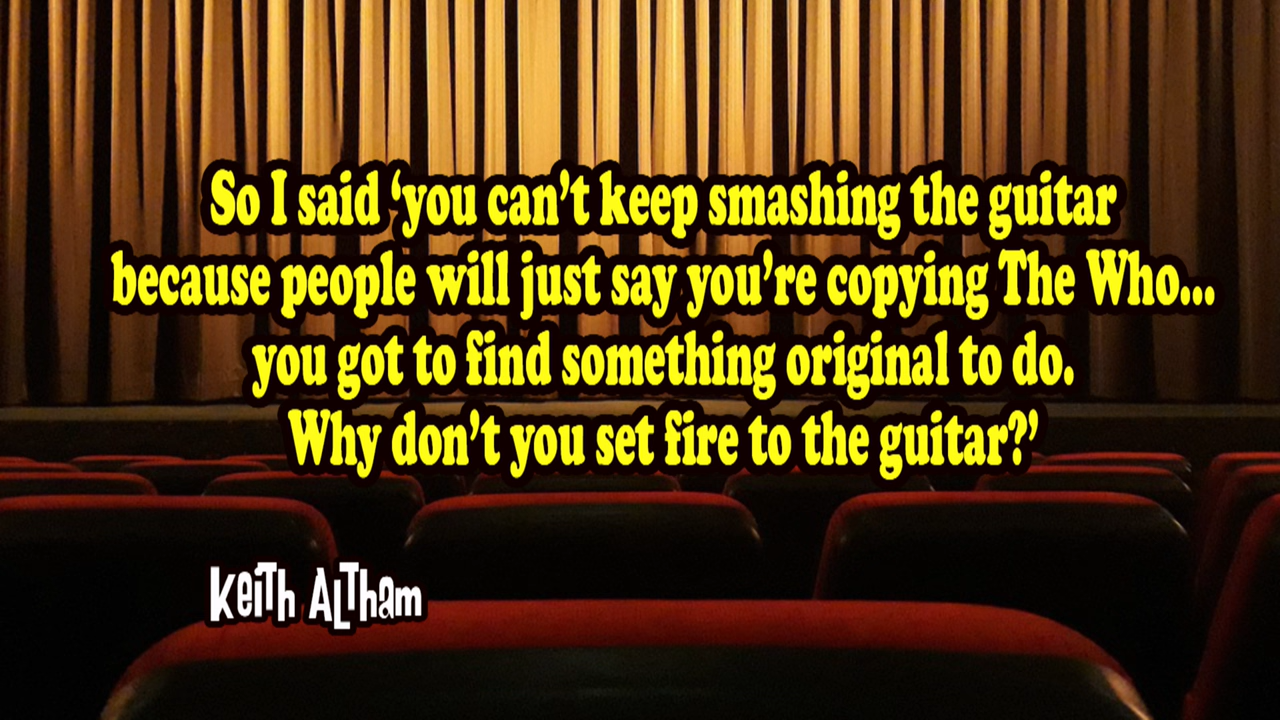 So I said ‘you can’t keep smashing the guitar
because people will just say you’re copying The Who...
you got to find something original to do.
Why don’t you set fire to the guitar?’
Keith Altham